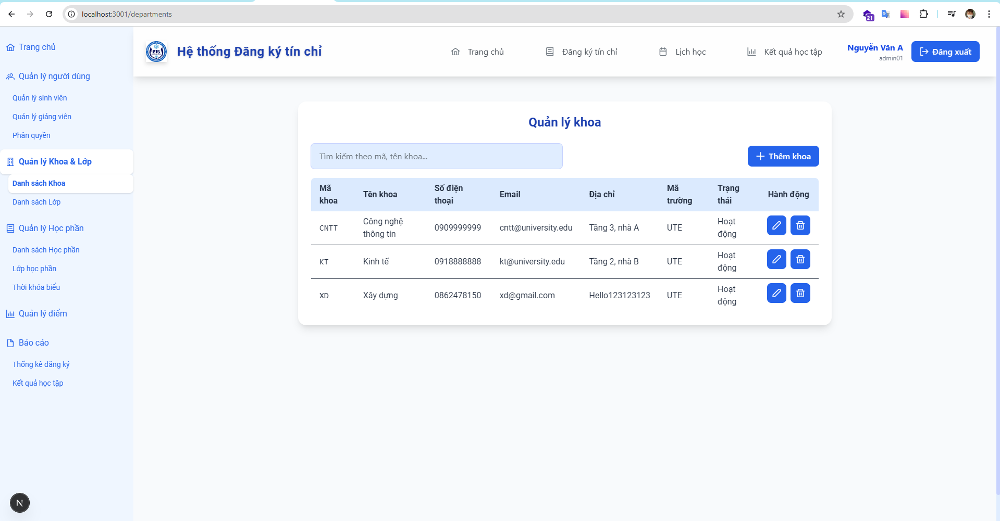 localhost:3001/departments
21
Trang chủ
Quản lý người dùng
Quản lý sinh viên
Quản lý giảng viên
Phân quyền
Quản lý Khoa & Lớp
Danh sách Khoa
Danh sách Lớp
Quản lý Học phần
Danh sách Học phần
Lớp học phần
Thời khóa biểu
Quản lý điểm
Báo cáo
Thống kê đăng ký
Kết quả học tập
N
Hệ thống Đăng ký tín chỉ
Trang chủ
Đăng ký tín chỉ
Lịch học
Kết quả học tập
Nguyễn Văn A
admin01
Đăng xuất
Quản lý khoa
Tìm kiếm theo mã, tên khoa...
Thêm khoa
Mã khoa Tên khoa Số điện thoại Email Địa chỉ Mã trường Trạng thái Hành động
CNTT Công nghệ thông tin 0909999999 cntt@university.edu Tầng 3, nhà A UTE Hoạt động
KT Kinh tế 0918888888 kt@university.edu Tầng 2, nhà B UTE Hoạt động
XD Xây dựng 0862478150 xd@gmail.com Hello123123123 UTE Hoạt động